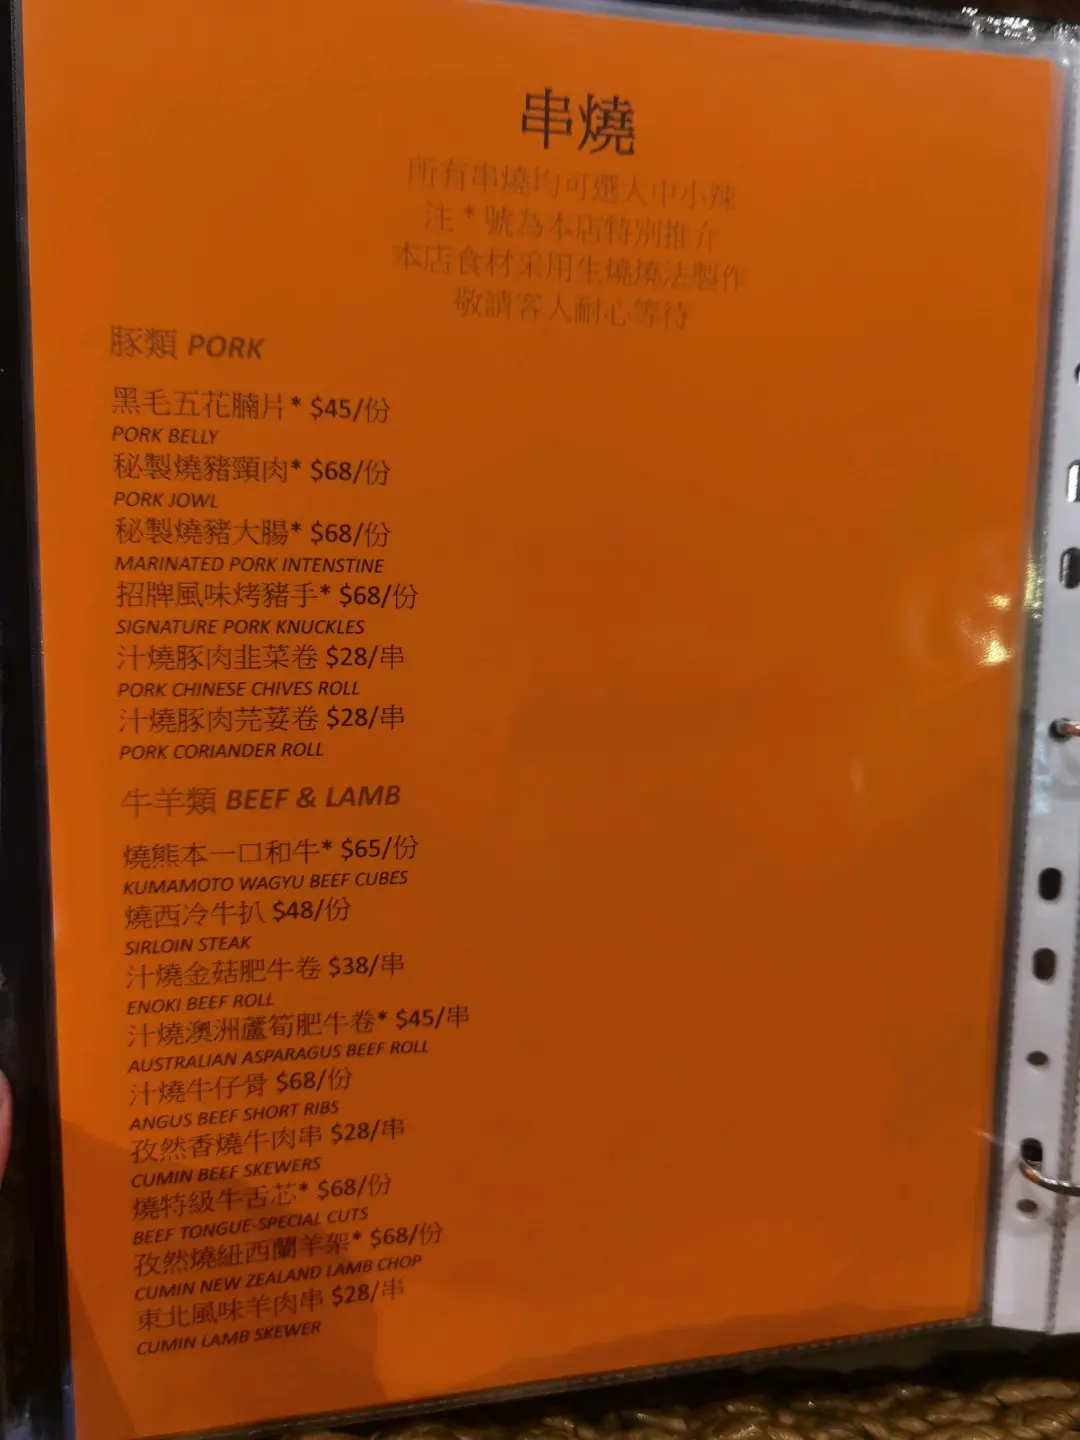 串燒
所有串燒均可選大中小辣
注 * 號為本店特別推介
本店食材采用生燒燒法製作
敬請客人耐心等待
豚類 PORK
黑毛五花腩片* $45/份
PORK BELLY
秘製燒豬頸肉* $68/份
PORK JOWL
秘製燒豬大腸* $68/份
MARINATED PORK INTENSTINE
招牌風味烤豬手* $68/份
SIGNATURE PORK KNUCKLES
汁燒豚肉韭菜卷 $28/串
PORK CHINESE CHIVES ROLL
汁燒豚肉芫荽卷 $28/串
PORK CORIANDER ROLL
牛羊類 BEEF & LAMB
燒熊本一口和牛* $65/份
KUMAMOTO WAGYU BEEF CUBES
燒西冷牛扒 $48/份
SIRLOIN STEAK
汁燒金菇肥牛卷 $38/串
ENOKI BEEF ROLL
汁燒澳洲蘆筍肥牛卷* $45/串
AUSTRALIAN ASPARAGUS BEEF ROLL
汁燒牛仔骨 $68/份
ANGUS BEEF SHORT RIBS
孜然香燒牛肉串 $28/串
CUMIN BEEF SKEWERS
燒特級牛舌芯* $68/份
BEEF TONGUE-SPECIAL CUTS
孜然燒紐西蘭羊架* $68/份
CUMIN NEW ZEALAND LAMB CHOP
東北風味羊肉串 $28/串
CUMIN LAMB SKEWER